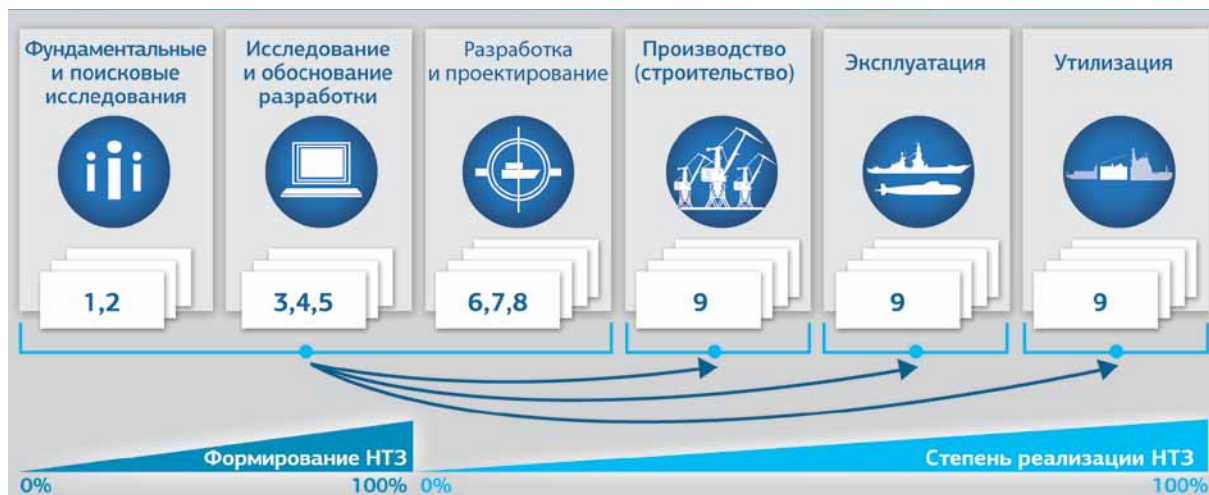 Фундаментальные
и поисковые
исследования
Исследование
и обоснование
разработки
Разработка
и проектирование
Производство
(строительство)
Эксплуатация
Утилизация
1,2
3,4,5
6,7,8
9
9
9
Формирование НТЗ
0% 100%
Степень реализации НТЗ
0% 100%